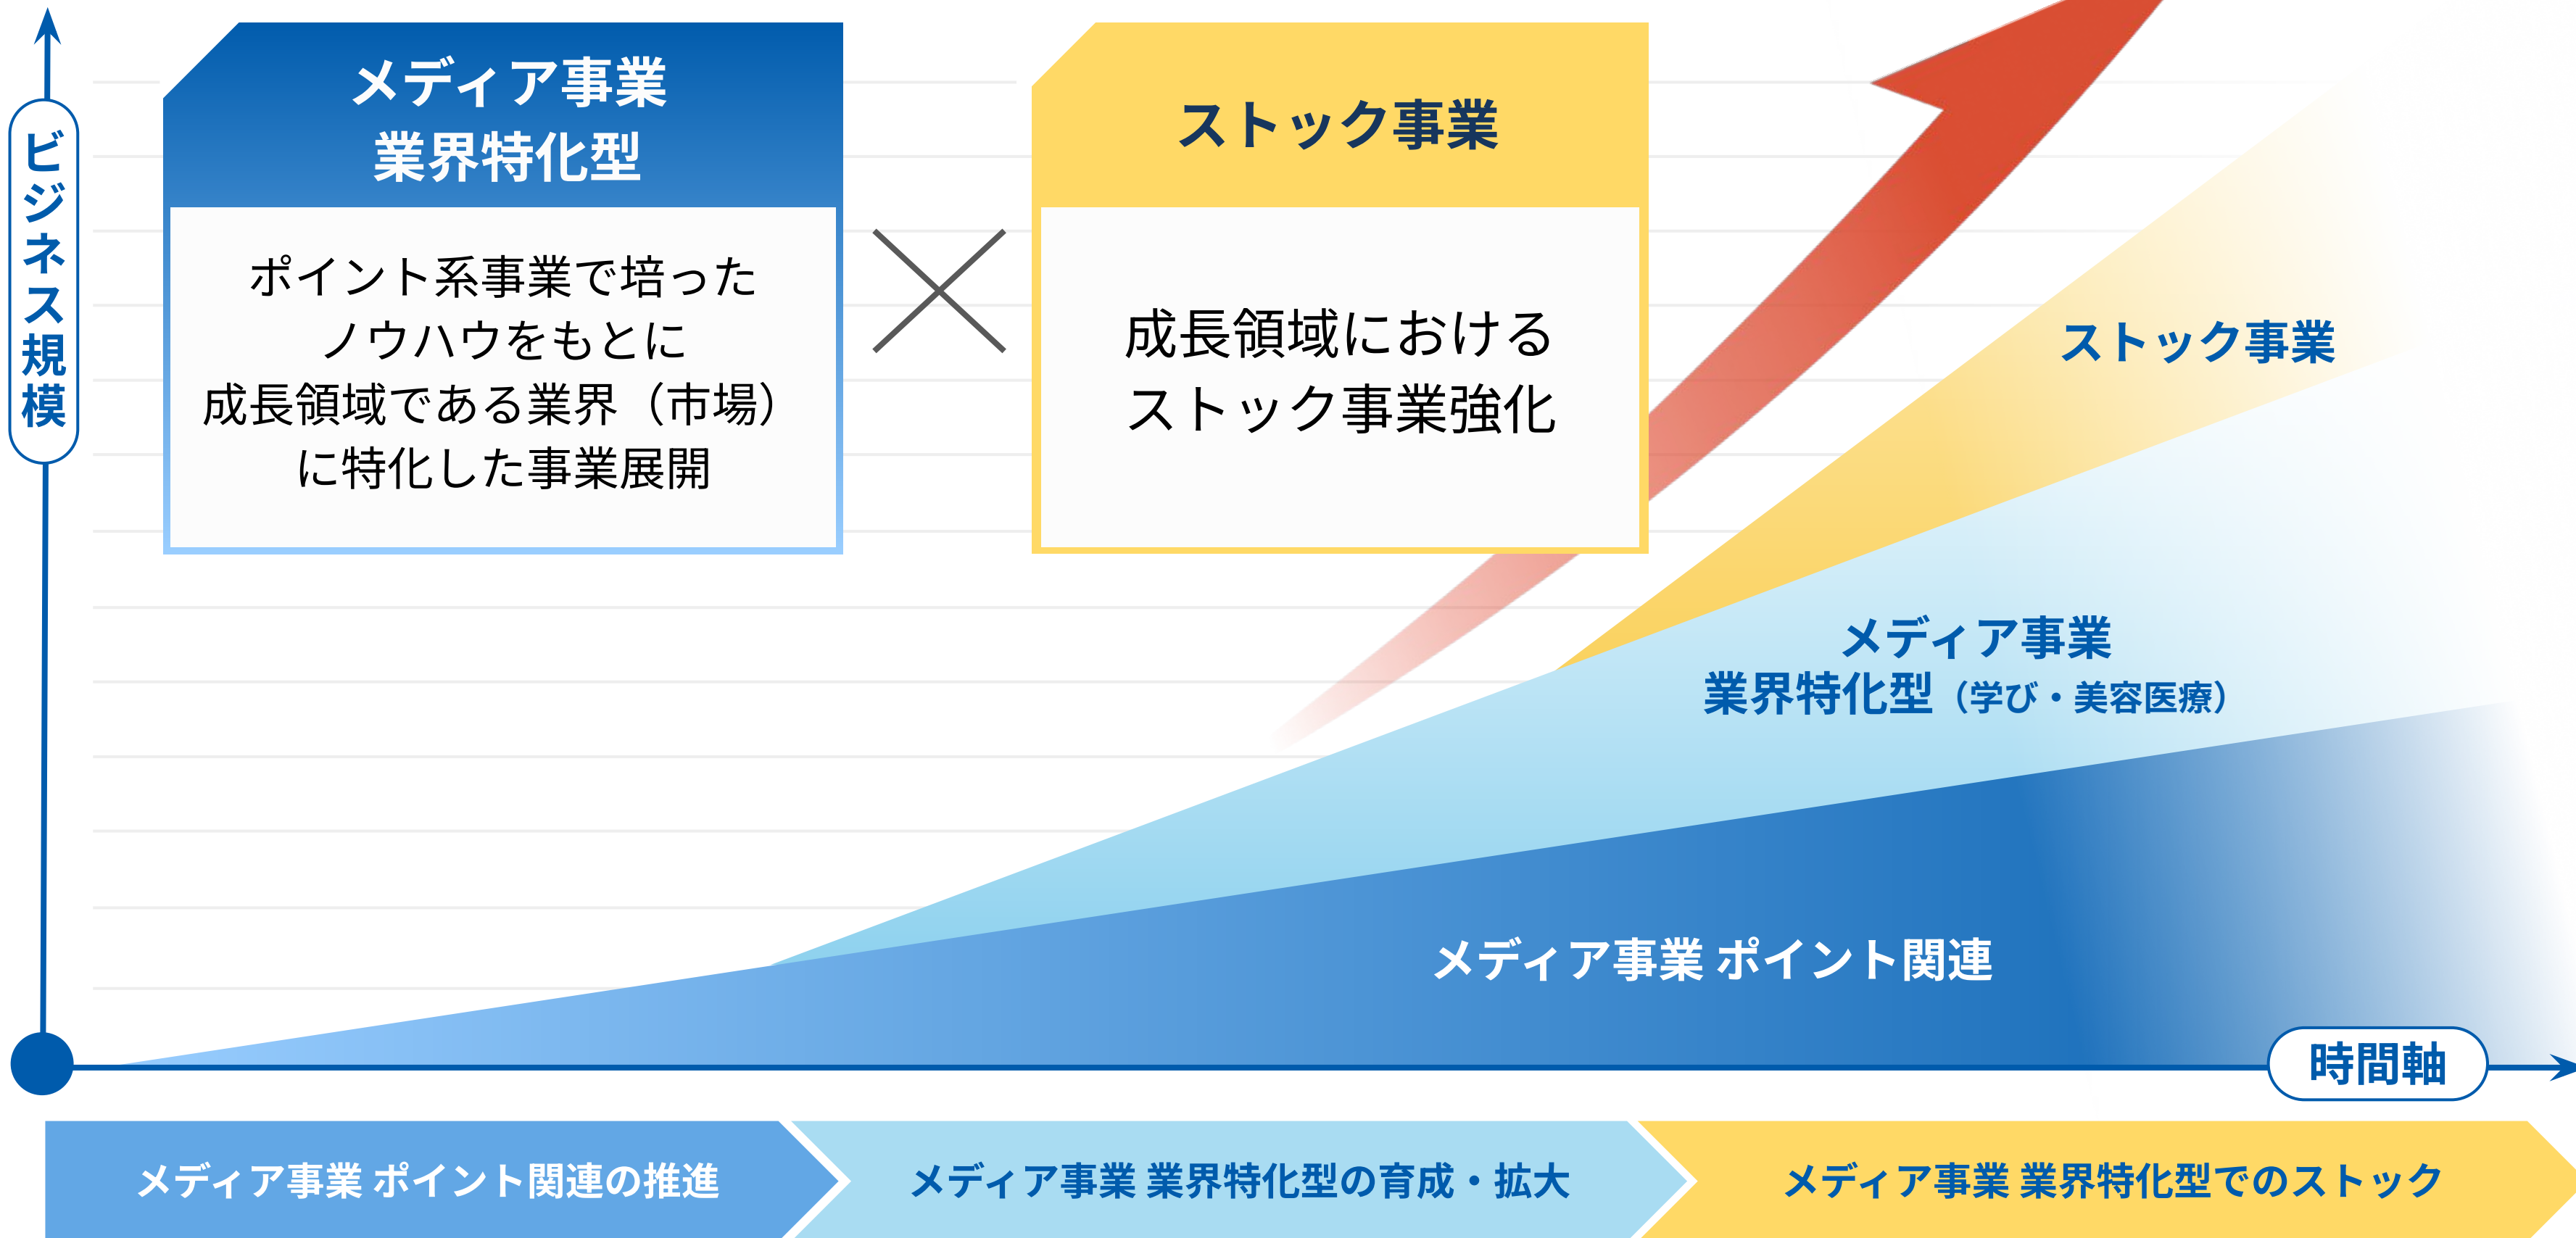 ビジネス規模
メディア事業
業界特化型
ポイント系事業で培った
ノウハウをもとに
成長領域である業界（市場）
に特化した事業展開
ストック事業
成長領域における
ストック事業強化
ストック事業
メディア事業
業界特化型（学び・美容医療）
メディア事業 ポイント関連
時間軸
メディア事業 ポイント関連の推進
メディア事業 業界特化型の育成・拡大
メディア事業 業界特化型でのストック